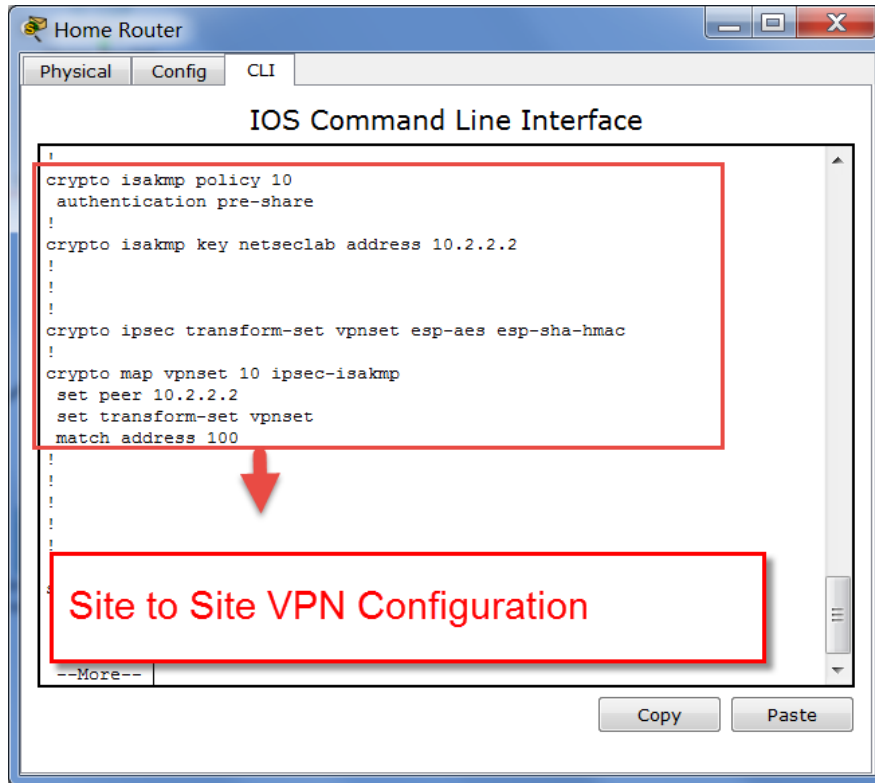 Home Router
Physical Config CLI
IOS Command Line Interface
!
crypto isakmp policy 10
authentication pre-share
!
crypto isakmp key netseclab address 10.2.2.2
!
!
!
crypto ipsec transform-set vpnset esp-aes esp-sha-hmac
!
crypto map vpnset 10 ipsec-isakmp
set peer 10.2.2.2
set transform-set vpnset
match address 100
!
!
!
!
!
Site to Site VPN Configuration
--More--
Copy Paste